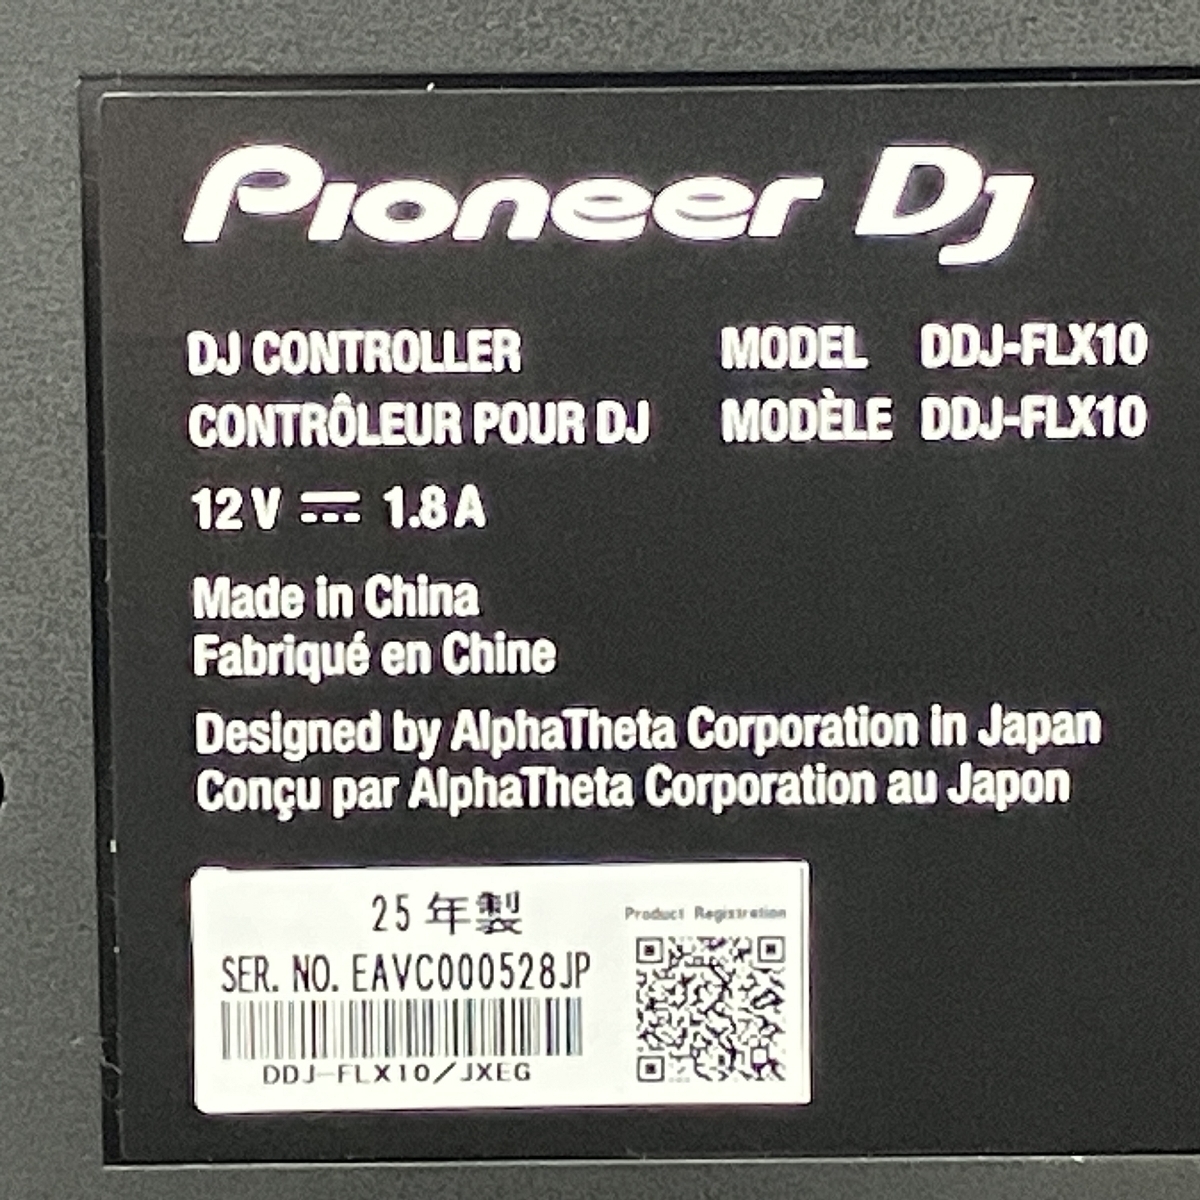 Pioneer DJ
DJ CONTROLLER MODEL DDJ-FLX10
CONTRÔLEUR POUR DJ MODÈLE DDJ-FLX10
12 V ⎓ 1.8 A
Made in China
Fabriqué en Chine
Designed by AlphaTheta Corporation in Japan
Conçu par AlphaTheta Corporation au Japon
25年製
Product Registration
SER. NO. EAVC000528JP
DDJ-FLX10/JXEG